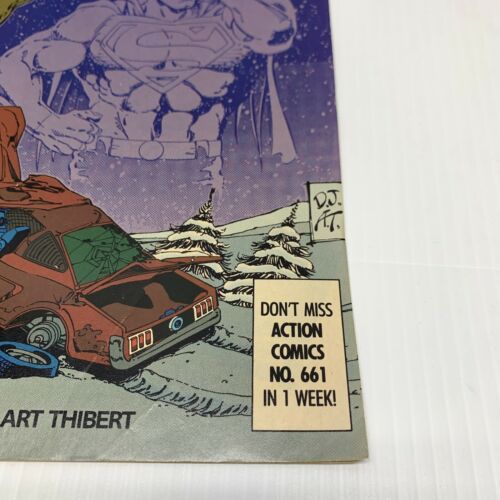 S
D.J.
A.T.
DON'T MISS
ACTION
COMICS
NO. 661
IN 1 WEEK!
ART THIBERT